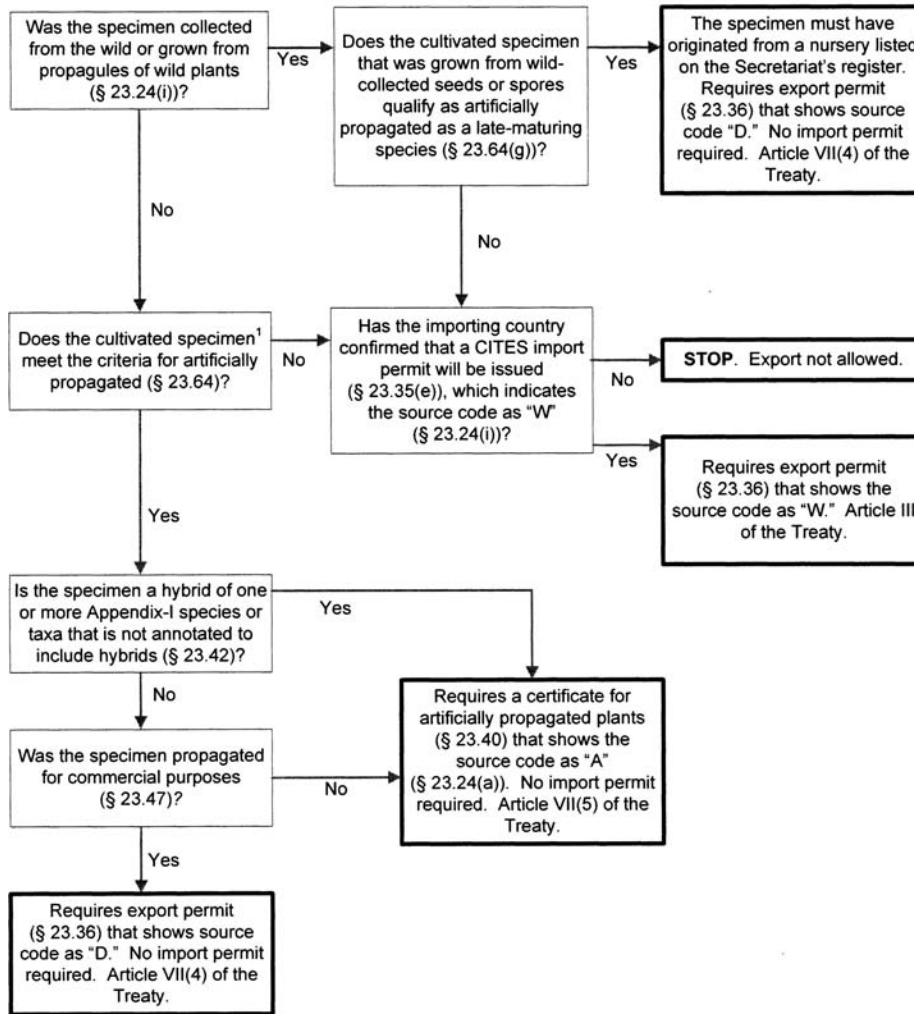 Was the specimen collected
from the wild or grown from
propagules of wild plants
(§ 23.24(i))?
Yes
Does the cultivated specimen
that was grown from wild-
collected seeds or spores
qualify as artificially
propagated as a late-maturing
species (§ 23.64(g))?
Yes
The specimen must have
originated from a nursery listed
on the Secretariat's register.
Requires export permit
(§ 23.36) that shows source
code "D." No import permit
required. Article VII(4) of the
Treaty.
No
No
Does the cultivated specimen¹
meet the criteria for artificially
propagated (§ 23.64)?
No
Has the importing country
confirmed that a CITES import
permit will be issued
(§ 23.35(e)), which indicates
the source code as "W"
(§ 23.24(i))?
No
STOP. Export not allowed.
Yes
Requires export permit
(§ 23.36) that shows the
source code as "W." Article III
of the Treaty.
Yes
Is the specimen a hybrid of one
or more Appendix-I species or
taxa that is not annotated to
include hybrids (§ 23.42)?
Yes
No
Requires a certificate for
artificially propagated plants
(§ 23.40) that shows the
source code as "A"
(§ 23.24(a)). No import permit
required. Article VII(5) of the
Treaty.
Was the specimen propagated
for commercial purposes
(§ 23.47)?
No
Yes
Requires export permit
(§ 23.36) that shows source
code as "D." No import permit
required. Article VII(4) of the
Treaty.